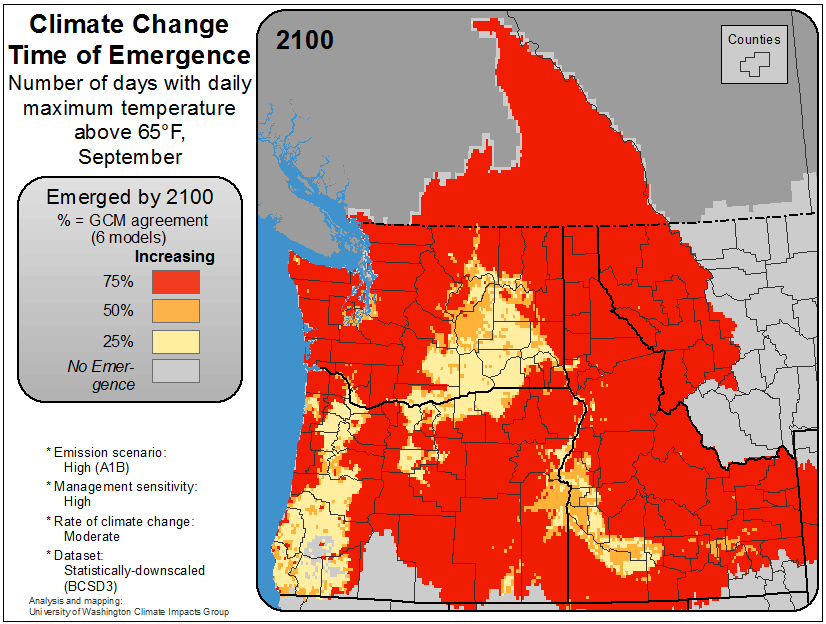 Climate Change
Time of Emergence
Number of days with daily
maximum temperature
above 65°F,
September
Emerged by 2100
% = GCM agreement
(6 models)
Increasing
75%
50%
25%
No Emer-
gence
* Emission scenario:
High (A1B)
* Management sensitivity:
High
* Rate of climate change:
Moderate
* Dataset:
Statistically-downscaled
(BCSD3)
Analysis and mapping:
University of Washington Climate Impacts Group
2100
Counties